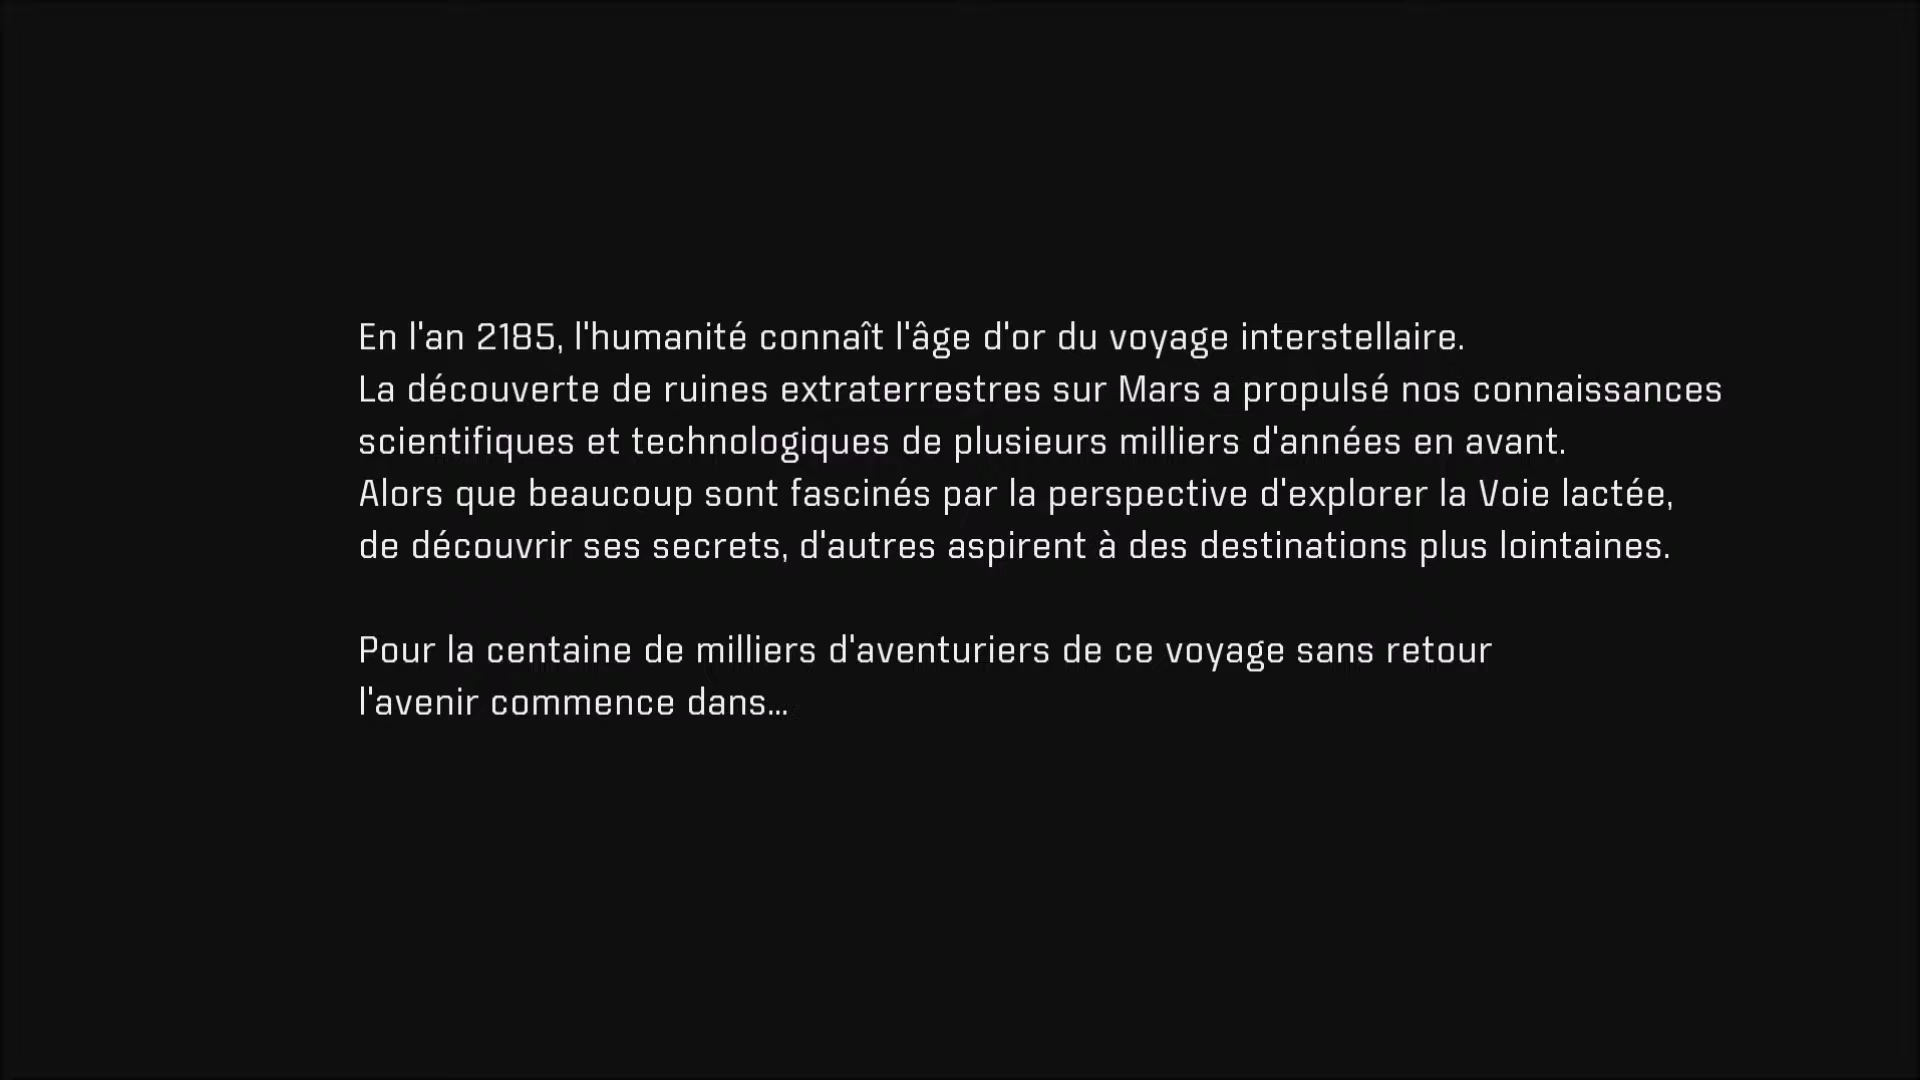 En l'an 2185, l'humanité connaît l'âge d'or du voyage interstellaire.
La découverte de ruines extraterrestres sur Mars a propulsé nos connaissances
scientifiques et technologiques de plusieurs milliers d'années en avant.
Alors que beaucoup sont fascinés par la perspective d'explorer la Voie lactée,
de découvrir ses secrets, d'autres aspirent à des destinations plus lointaines.
Pour la centaine de milliers d'aventuriers de ce voyage sans retour
l'avenir commence dans...